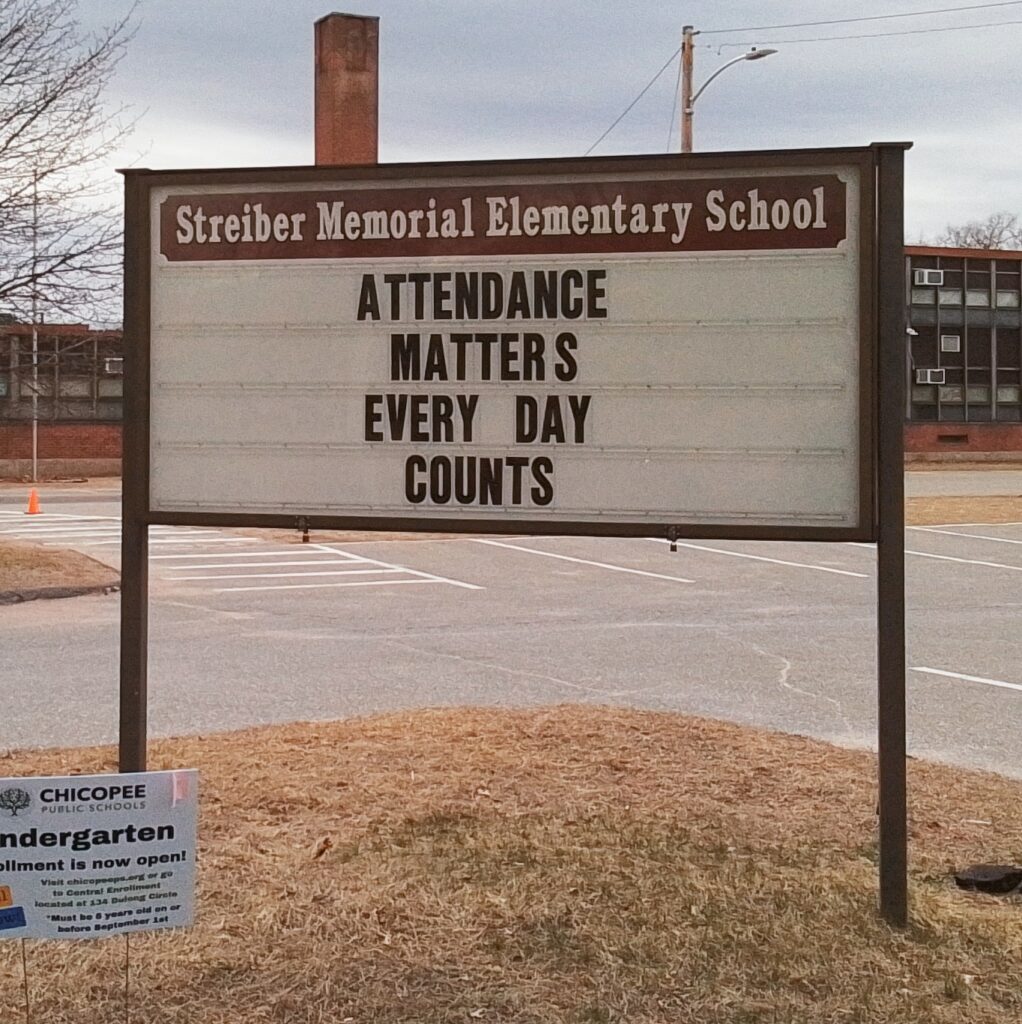 Streiber Memorial Elementary School
ATTENDANCE
MATTERS
EVERY DAY
COUNTS
CHICOPEE
PUBLIC SCHOOLS
ndergarten
ollment is now open!
Visit chicopeeps.org or go
to Central Enrollment
located at 134 Dulong Circle
*Must be 5 years old on or
before September 1st